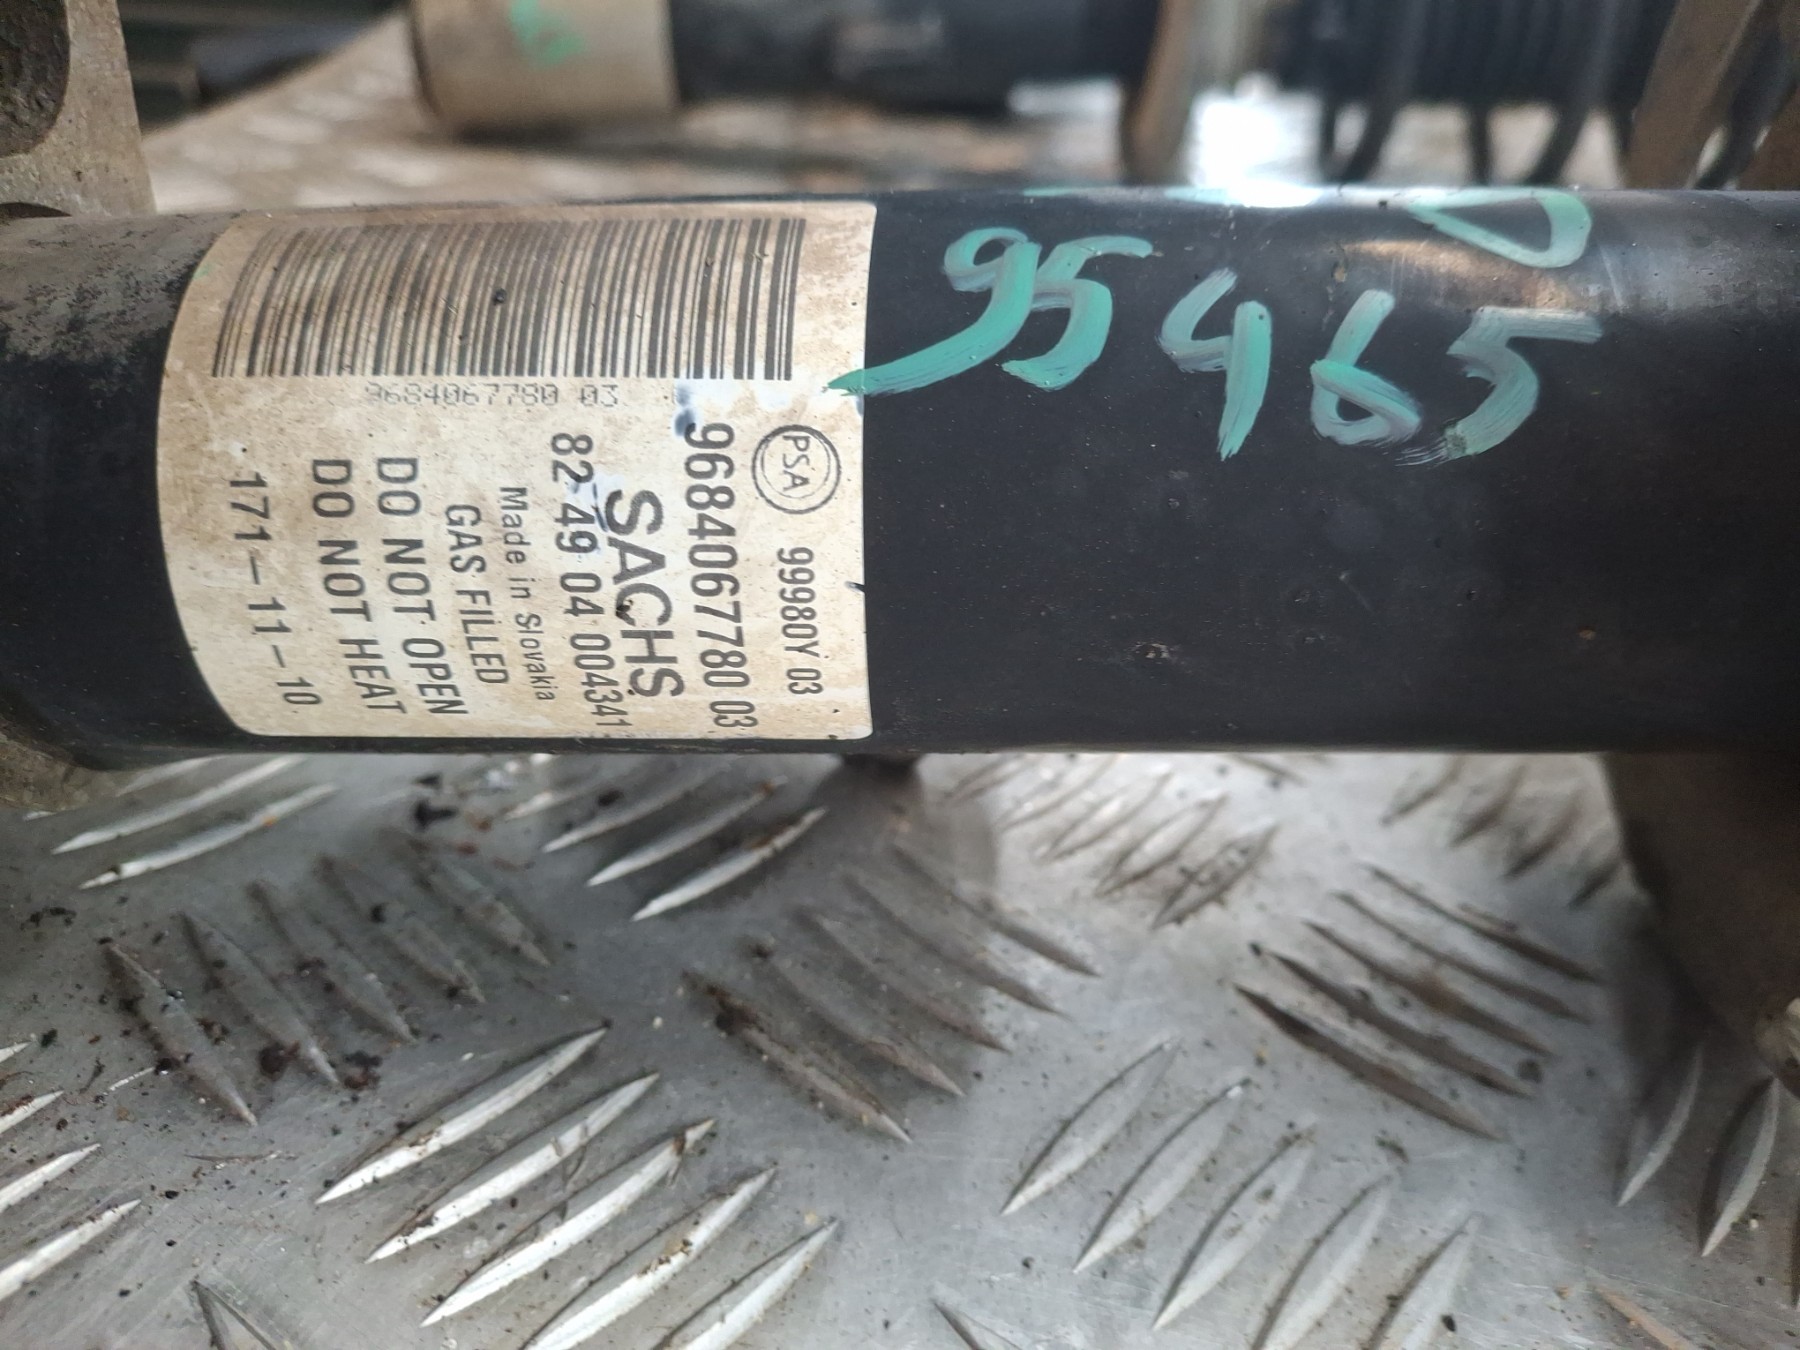 PSA 99980Y 03
9684067780 03
SACHS
82 49 04 004341
Made in Slovakia
GAS FILLED
DO NOT OPEN
DO NOT HEAT
171-11-10
9684067780 03
95465